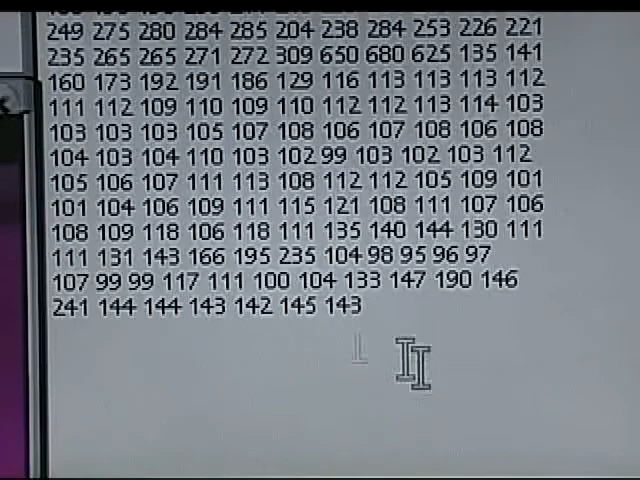 249 275 280 284 285 204 238 284 253 226 221
235 265 265 271 272 309 650 680 625 135 141
160 173 192 191 186 129 116 113 113 113 112
111 112 109 110 109 110 112 112 113 114 103
103 103 103 105 107 108 106 107 108 106 108
104 103 104 110 103 102 99 103 102 103 112
105 106 107 111 113 108 112 112 105 109 101
101 104 106 109 111 115 121 108 111 107 106
108 109 118 106 118 111 135 140 144 130 111
111 131 143 166 195 235 104 98 95 96 97
107 99 99 117 111 100 104 133 147 190 146
241 144 144 143 142 145 143